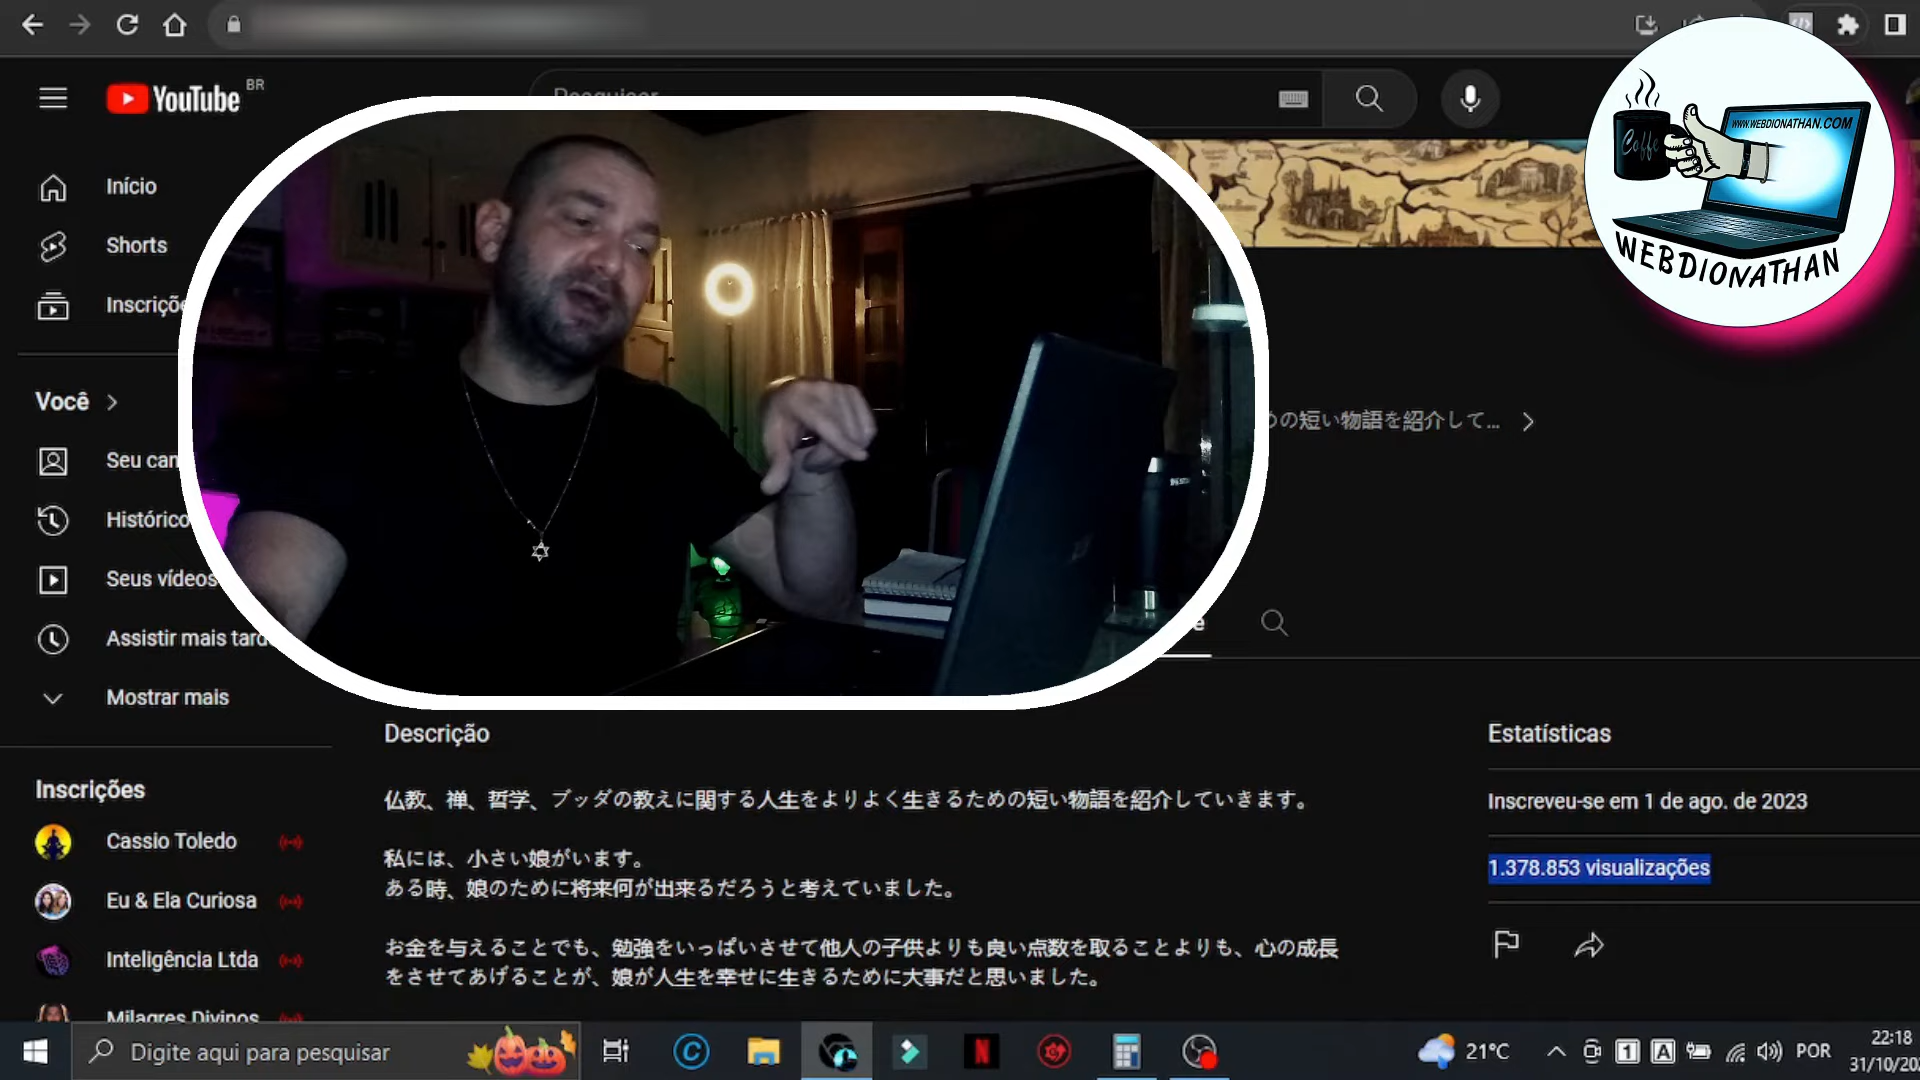 YouTube BR
Coffe
WWW.WEBDIONATHAN.COM
WEBDIONATHAN
Início
Shorts
Você
の短い物語を紹介して...
Seu
Histórico
Seus vídeos
Assistir mais
Mostrar mais
Descrição
Estatísticas
仏教、禅、哲学、ブッダの教えに関する人生をよりよく生きるための短い物語を紹介していきます。
Inscreveu-se em 1 de ago. de 2023
私には、小さい娘がいます。
ある時、娘のために将来何が出来るだろうと考えていました。
1.378.853 visualizações
お金を与えることでも、勉強をいっぱいさせて他人の子供よりも良い点数を取ることよりも、心の成長
をさせてあげることが、娘が人生を幸せに生きるために大事だと思いました。
Inscrições
Cassio Toledo
Eu & Ela Curiosa
Inteligência Ltda
Milagres Divinos
Digite aqui para pesquisar
21°C
POR
22:18